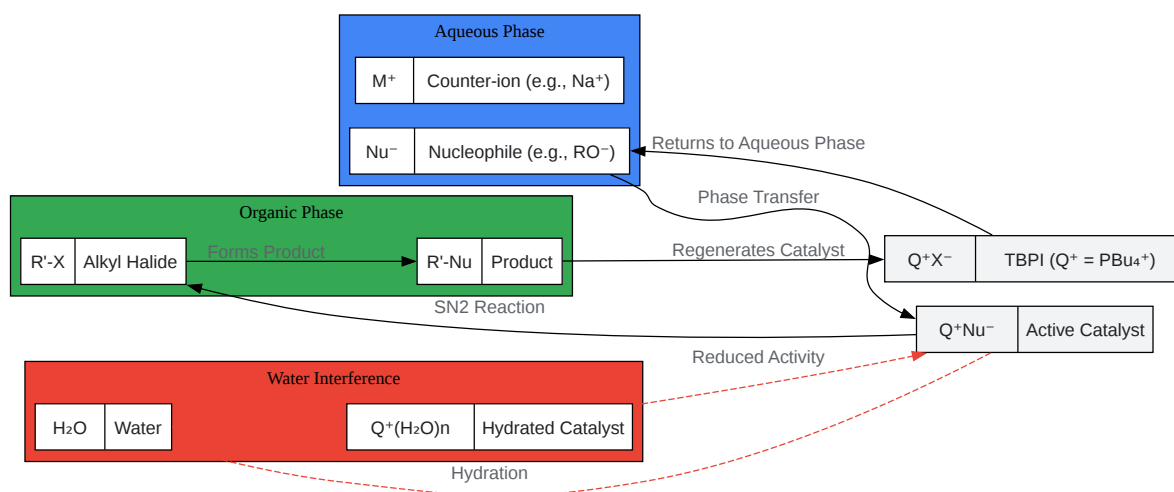 Aqueous Phase
M⁺ Counter-ion (e.g., Na⁺)
Nu⁻ Nucleophile (e.g., RO⁻)
Returns to Aqueous Phase
Phase Transfer
Organic Phase
R'-X Alkyl Halide
Forms Product
R'-Nu Product
Regenerates Catalyst
Q⁺X⁻ TBPI (Q⁺ = PBu₄⁺)
SN2 Reaction
Q⁺Nu⁻ Active Catalyst
Reduced Activity
Water Interference
H₂O Water
Q⁺(H₂O)n Hydrated Catalyst
Hydration